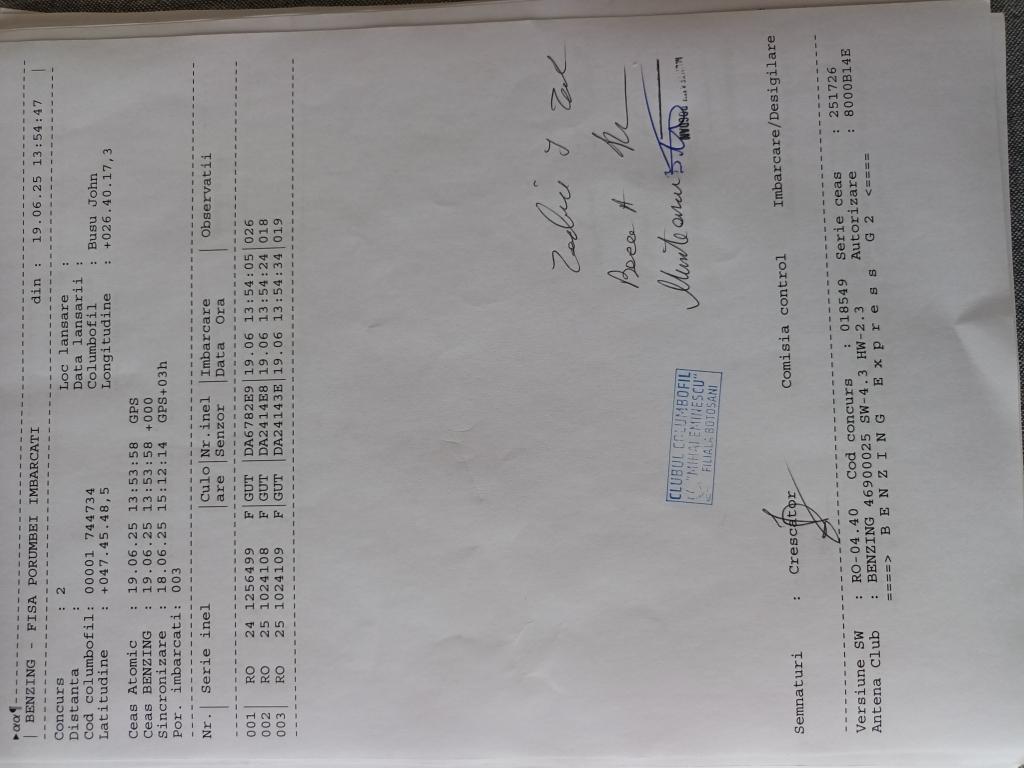 ►αα¶
| BENZING - FISA PORUMBEI IMBARCATI din : 19.06.25 13:54:47 |
Concurs : 2 Loc lansare :
Distanta : Data lansarii :
Cod columbofil: 00001 744734 Columbofil : Busu John
Latitudine : +047.45.48,5 Longitudine : +026.40.17,3
Ceas Atomic : 19.06.25 13:53:58 GPS
Ceas BENZING : 19.06.25 13:53:58 +000
Sincronizare : 18.06.25 15:12:14 GPS+03h
Por. imbarcati: 003
Nr.| Serie inel |Culo|Nr.inel |Imbarcare | Observatii
are |Senzor |Data Ora |
001| RO 24 1256499 F|GUT |DA6782E9|19.06 13:54:05|026
002| RO 25 1024108 F|GUT |DA2414E8|19.06 13:54:24|018
003| RO 25 1024109 F|GUT |DA24143E|19.06 13:54:34|019
CLUBUL COLUMBOFIL
"MIHAI EMINESCU"
FILIALA BOTOSANI
Semnaturi : Crescator Comisia control Imbarcare/Desigilare
Versiune SW : RO-04.40 Cod concurs : 018549 Serie ceas : 251726
Antena Club : BENZING 46900025 SW-4.3 HW-2.3 Autorizare : 8000B14E
====> B E N Z I N G E x p r e s s G 2 <====